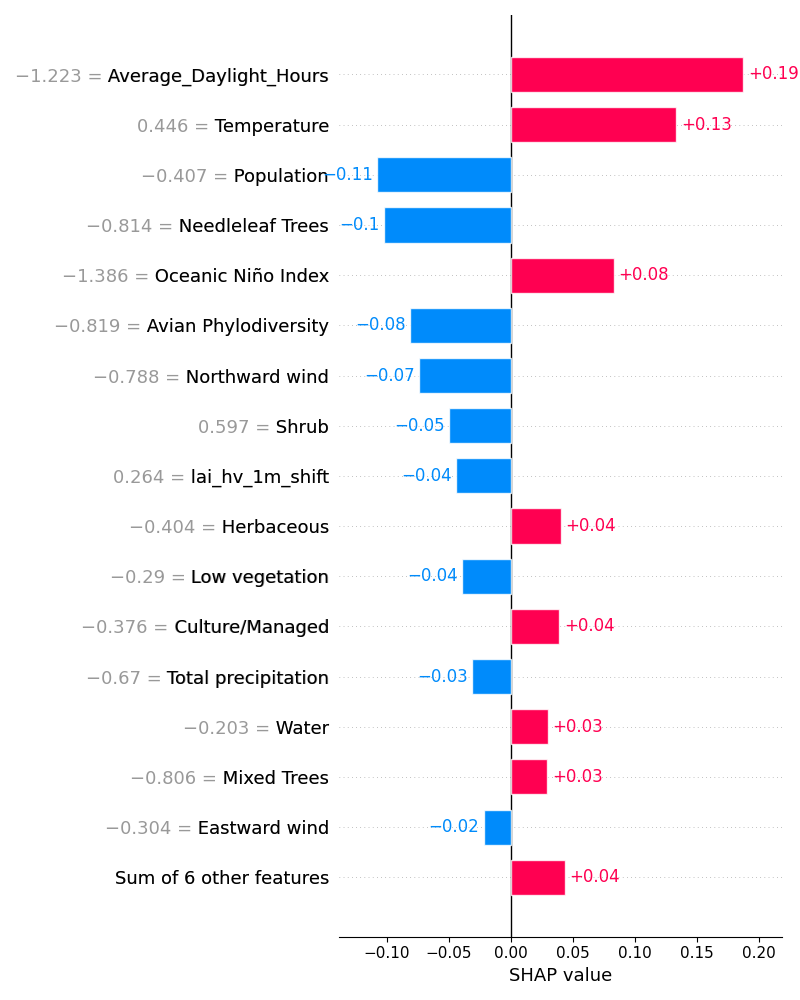 −1.223 = Average_Daylight_Hours +0.19
0.446 = Temperature +0.13
−0.407 = Population −0.11
−0.814 = Needleleaf Trees −0.1
−1.386 = Oceanic Niño Index +0.08
−0.819 = Avian Phylodiversity −0.08
−0.788 = Northward wind −0.07
0.597 = Shrub −0.05
0.264 = lai_hv_1m_shift −0.04
−0.404 = Herbaceous +0.04
−0.29 = Low vegetation −0.04
−0.376 = Culture/Managed +0.04
−0.67 = Total precipitation −0.03
−0.203 = Water +0.03
−0.806 = Mixed Trees +0.03
−0.304 = Eastward wind −0.02
Sum of 6 other features +0.04
−0.10 −0.05 0.00 0.05 0.10 0.15 0.20
SHAP value